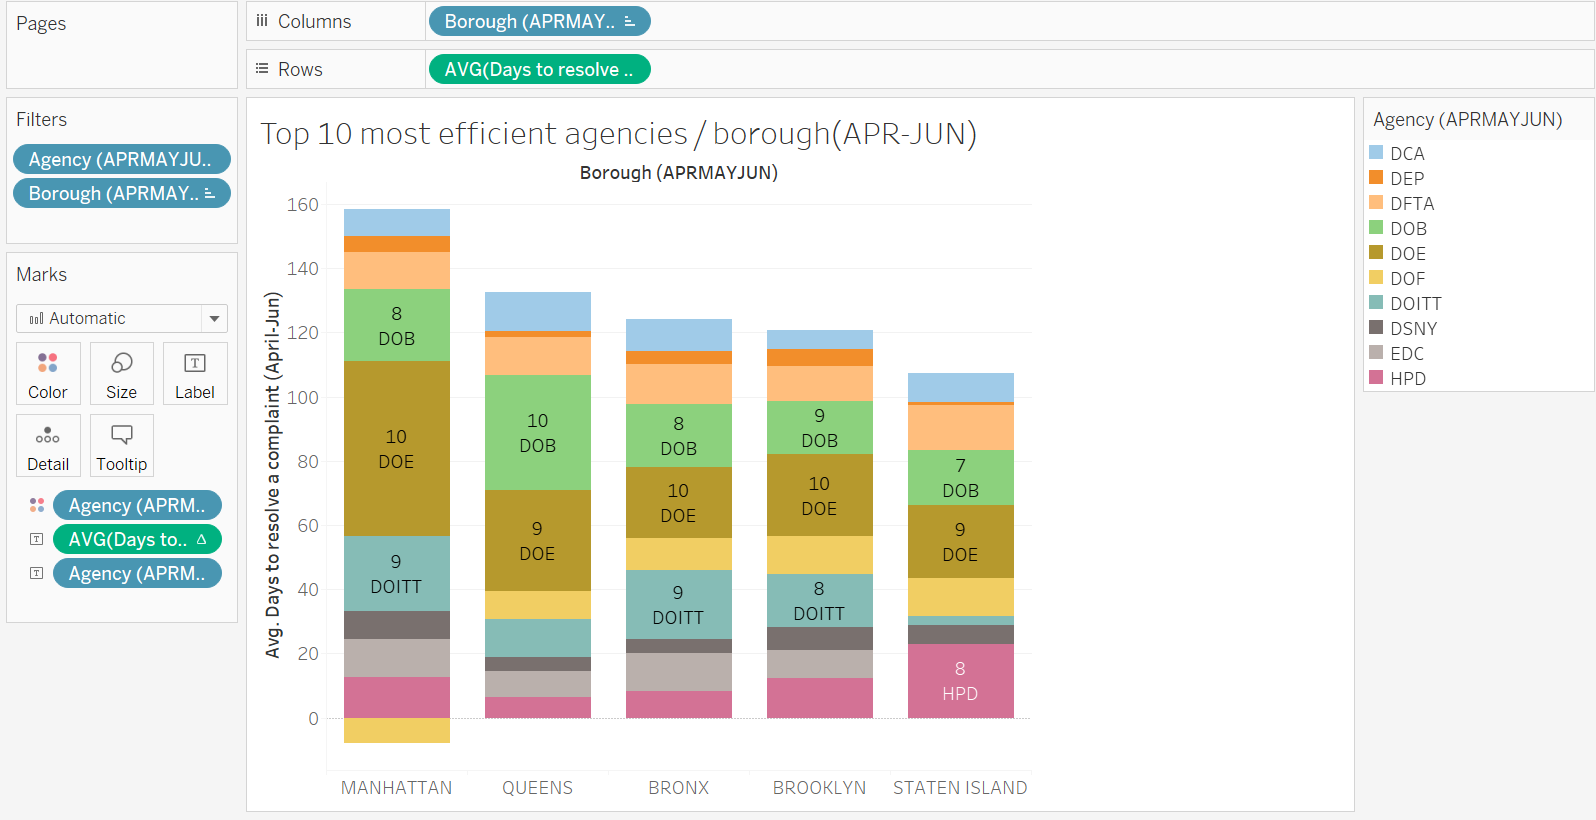 Pages
Columns
Borough (APRMAY..
Rows
AVG(Days to resolve ..
Filters
Agency (APRMAYJU..
Borough (APRMAY..
Marks
Automatic
Color
Size
Label
Detail
Tooltip
Agency (APRM..
AVG(Days to.. Δ
Agency (APRM..
Top 10 most efficient agencies / borough(APR-JUN)
Borough (APRMAYJUN)
Avg. Days to resolve a complaint (April-Jun)
160
140
120
100
80
60
40
20
0
8
DOB
10
DOE
9
DOITT
10
DOB
9
DOE
8
DOB
10
DOE
9
DOITT
9
DOB
10
DOE
8
DOITT
7
DOB
9
DOE
8
HPD
MANHATTAN
QUEENS
BRONX
BROOKLYN
STATEN ISLAND
Agency (APRMAYJUN)
DCA
DEP
DFTA
DOB
DOE
DOF
DOITT
DSNY
EDC
HPD